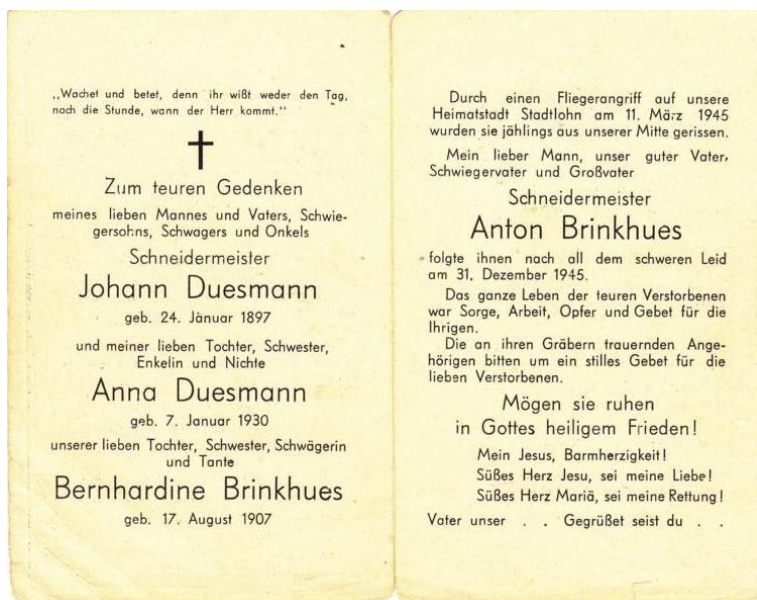 „Wachet und betet, denn ihr wißt weder den Tag,
noch die Stunde, wann der Herr kommt."
Zum teuren Gedenken
meines lieben Mannes und Vaters, Schwie-
gersohns, Schwagers und Onkels
Schneidermeister
Johann Duesmann
geb. 24. Januar 1897
und meiner lieben Tochter, Schwester,
Enkelin und Nichte
Anna Duesmann
geb. 7. Januar 1930
unserer lieben Tochter, Schwester, Schwägerin
und Tante
Bernhardine Brinkhues
geb. 17. August 1907
Durch einen Fliegerangriff auf unsere
Heimatstadt Stadtlohn am 11. März 1945
wurden sie jählings aus unserer Mitte gerissen.
Mein lieber Mann, unser guter Vater,
Schwiegervater und Großvater
Schneidermeister
Anton Brinkhues
folgte ihnen nach all dem schweren Leid
am 31. Dezember 1945.
Das ganze Leben der teuren Verstorbenen
war Sorge, Arbeit, Opfer und Gebet für die
Ihrigen.
Die an ihren Gräbern trauernden Ange-
hörigen bitten um ein stilles Gebet für die
lieben Verstorbenen.
Mögen sie ruhen
in Gottes heiligem Frieden!
Mein Jesus, Barmherzigkeit!
Süßes Herz Jesu, sei meine Liebe!
Süßes Herz Mariä, sei meine Rettung!
Vater unser . . Gegrüßet seist du . .